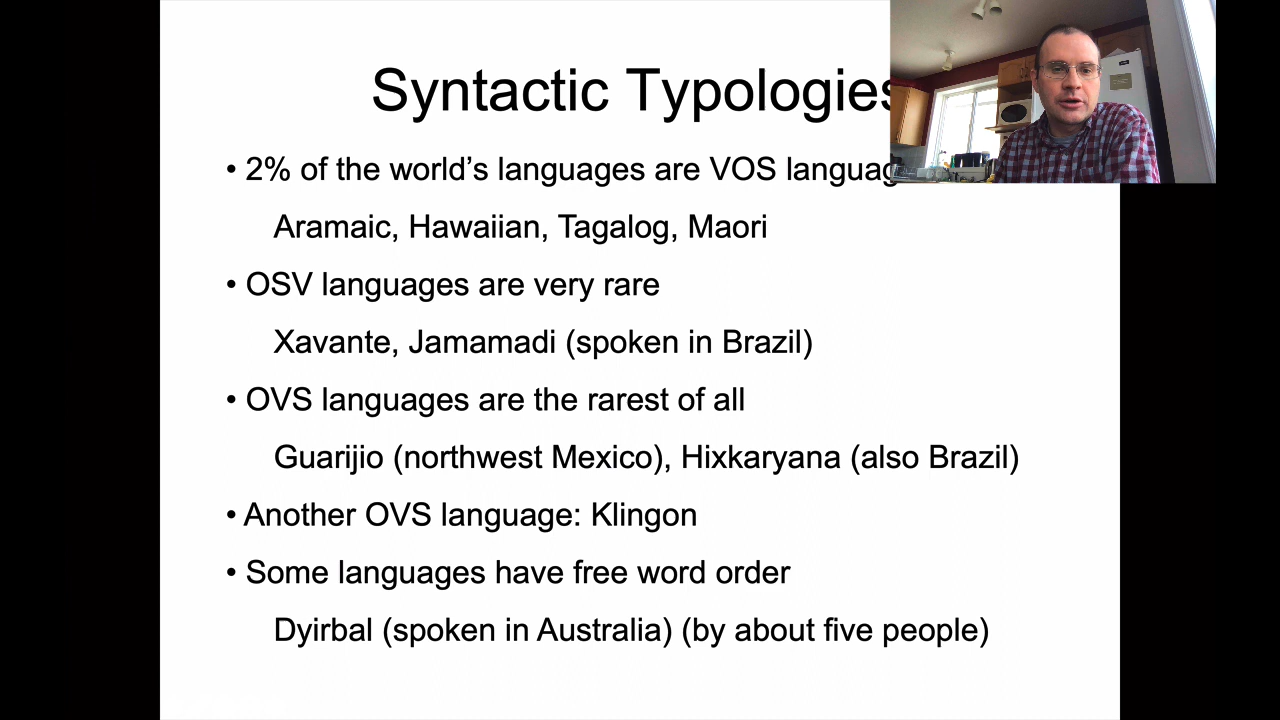 Syntactic Typologies
• 2% of the world's languages are VOS
Aramaic, Hawaiian, Tagalog, Maori
• OSV languages are very rare
Xavante, Jamamadi (spoken in Brazil)
• OVS languages are the rarest of all
Guarijio (northwest Mexico), Hixkaryana (also Brazil)
• Another OVS language: Klingon
• Some languages have free word order
Dyirbal (spoken in Australia) (by about five people)